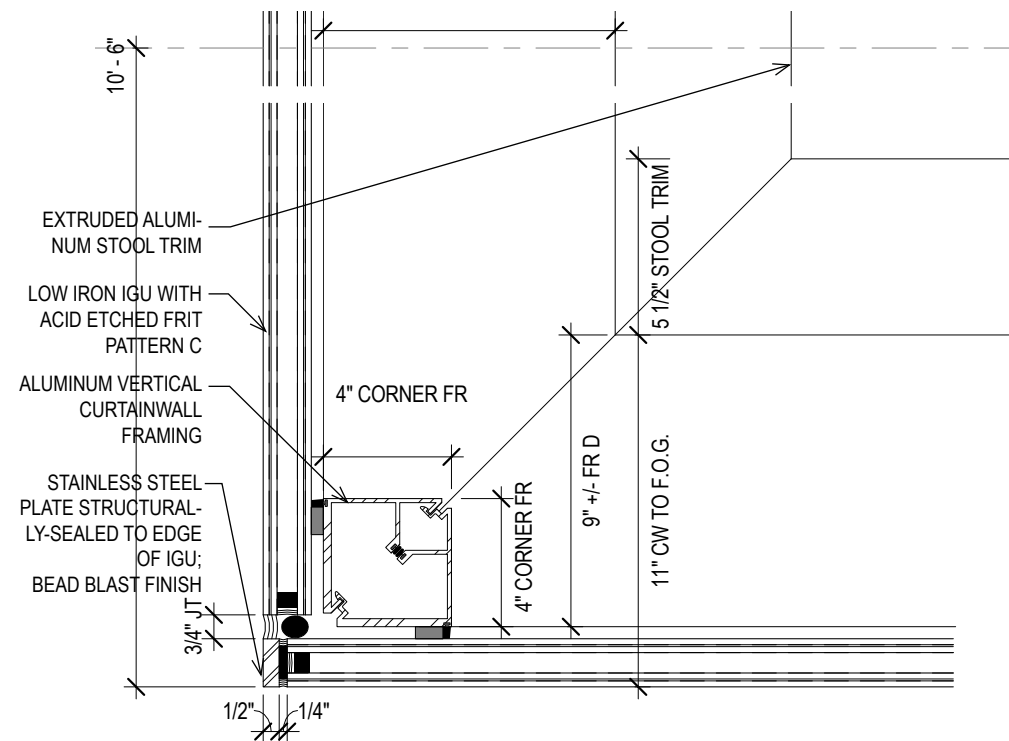 10' - 6"
EXTRUDED ALUMI-
NUM STOOL TRIM
LOW IRON IGU WITH
ACID ETCHED FRIT
PATTERN C
ALUMINUM VERTICAL
CURTAINWALL
FRAMING
STAINLESS STEEL
PLATE STRUCTURAL-
LY-SEALED TO EDGE
OF IGU;
BEAD BLAST FINISH
3/4" JT
1/2"
1/4"
4" CORNER FR
4" CORNER FR
9" +/- FR D
5 1/2" STOOL TRIM
11" CW TO F.O.G.